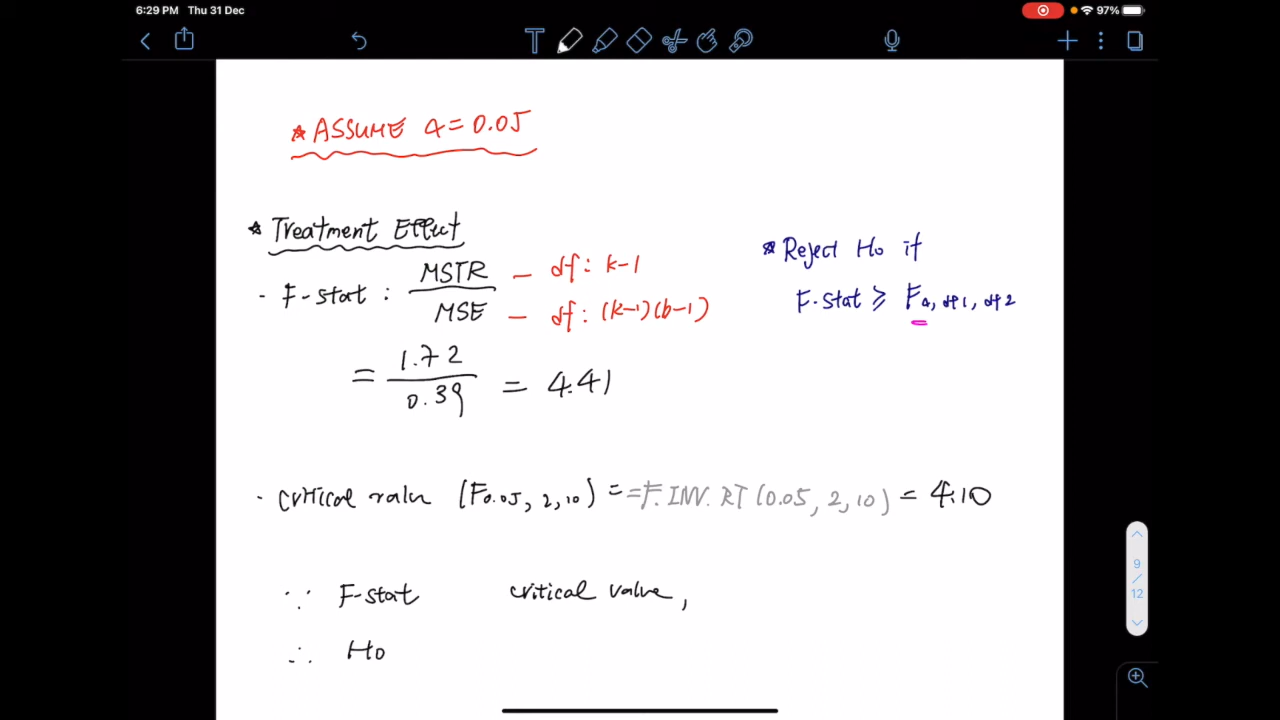 6:29 PM Thu 31 Dec
97%
* ASSUME α = 0.05
* Treatment Effect
- F-stat : MSTR — df : k-1
MSE — df : (k-1)(b-1)
= 1.72 / 0.39 = 4.41
* Reject Ho if
F-stat ≥ Fα, df1, df2
- critical value (F0.05, 2, 10) = =F.INV.RT(0.05, 2, 10) = 4.10
∵ F-stat critical value,
∴ Ho
9
/
12